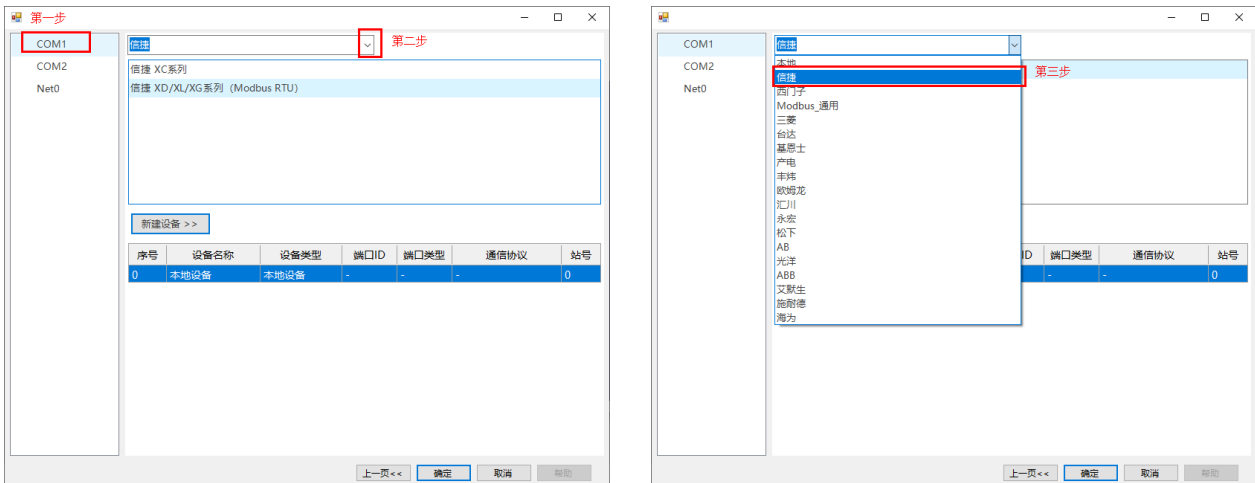 第一步
COM1
COM2
Net0
信捷
第二步
信捷 XC系列
信捷 XD/XL/XG系列（Modbus RTU）
新建设备 >>
序号 设备名称 设备类型 端口ID 端口类型 通信协议 站号
0 本地设备 本地设备 - - - 0
上一页<< 确定 取消 帮助
COM1
COM2
Net0
信捷
本地
信捷
第三步
西门子
Modbus_通用
三菱
台达
基恩士
产电
丰炜
欧姆龙
汇川
永宏
松下
AB
光洋
ABB
艾默生
施耐德
海为
ID 端口类型 通信协议 站号
- - 0
上一页<< 确定 取消 帮助